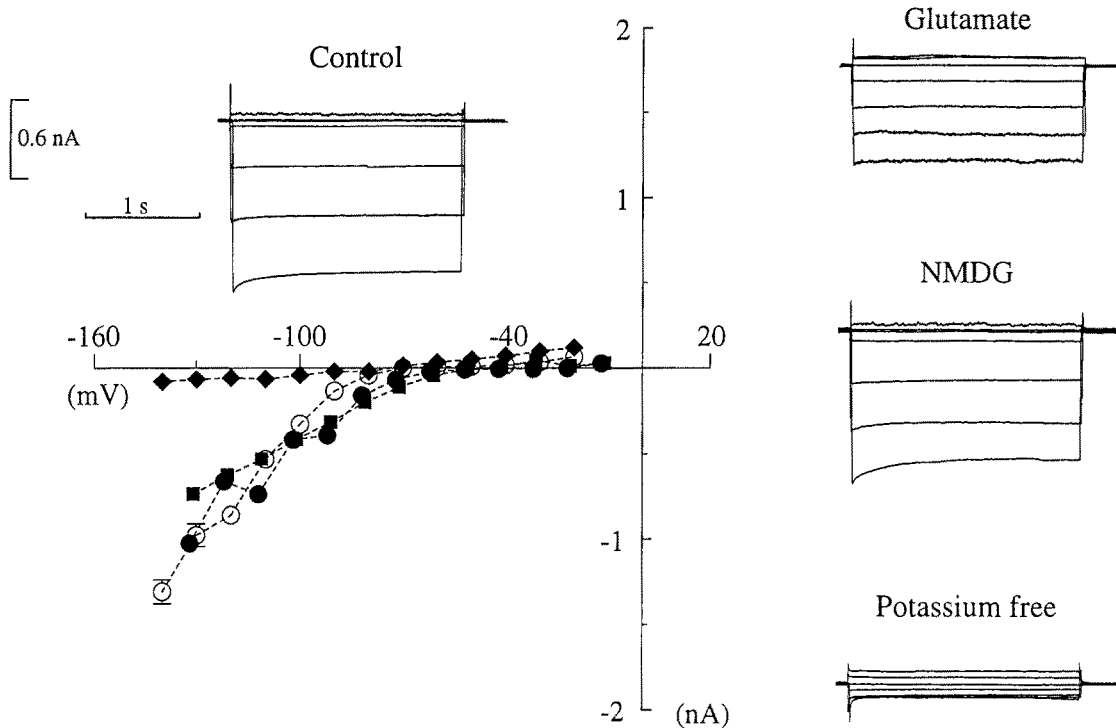 Control
0.6 nA
1 s
2
1
-160
-100
-40
20
(mV)
-1
-2
(nA)
Glutamate
NMDG
Potassium free